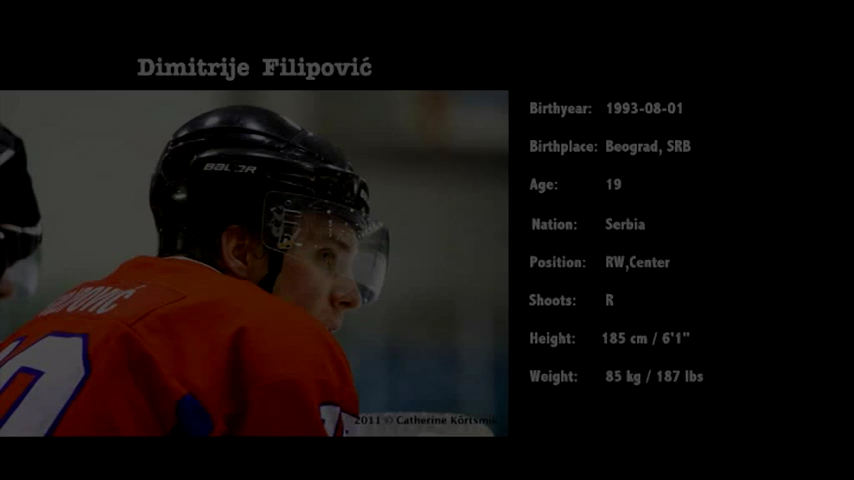 Dimitrije Filipović
Birthyear: 1993-08-01
Birthplace: Beograd, SRB
Age: 19
Nation: Serbia
Position: RW,Center
Shoots: R
Height: 185 cm / 6'1"
Weight: 85 kg / 187 lbs
BAUER
2011 © Catherine Kõrtsmik